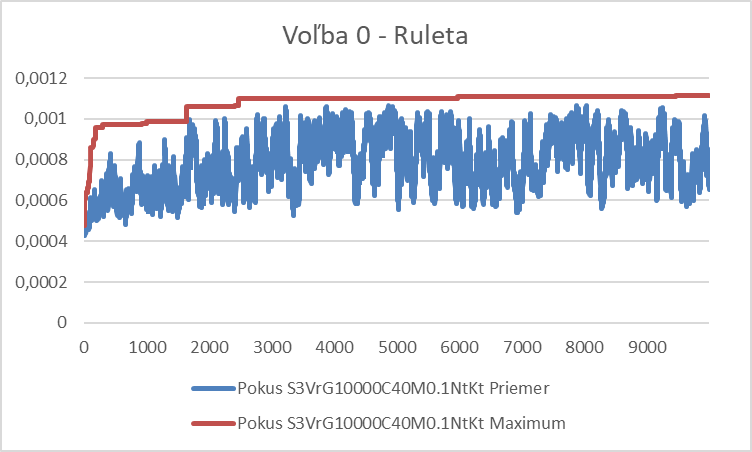 Voľba 0 - Ruleta
0,0012
0,001
0,0008
0,0006
0,0004
0,0002
0
0 1000 2000 3000 4000 5000 6000 7000 8000 9000
Pokus S3VrG10000C40M0.1NtKt Priemer
Pokus S3VrG10000C40M0.1NtKt Maximum